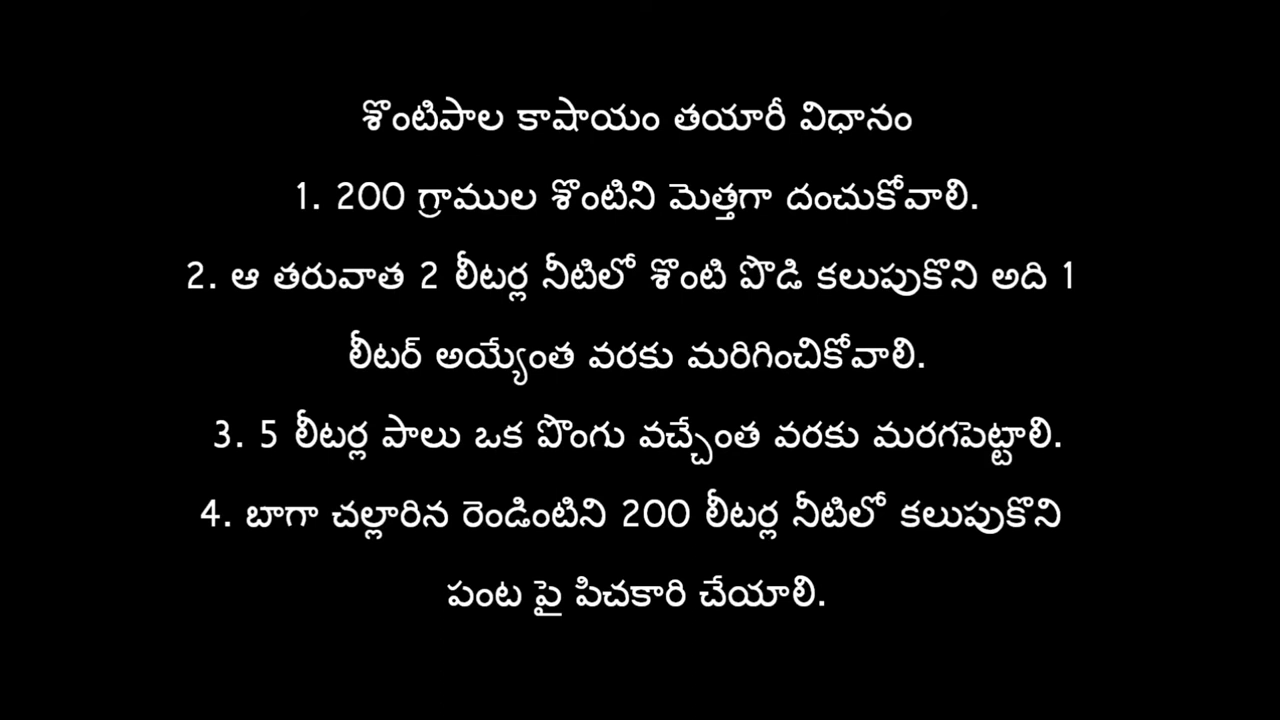 శొంటిపాల కాషాయం తయారీ విధానం
1. 200 గ్రాముల శొంటిని మెత్తగా దంచుకోవాలి.
2. ఆ తరువాత 2 లీటర్ల నీటిలో శొంటి పొడి కలుపుకొని అది 1
లీటర్ అయ్యేంత వరకు మరిగించికోవాలి.
3. 5 లీటర్ల పాలు ఒక పొంగు వచ్చేంత వరకు మరగపెట్టాలి.
4. బాగా చల్లారిన రెండింటిని 200 లీటర్ల నీటిలో కలుపుకొని
పంట పై పిచకారి చేయాలి.